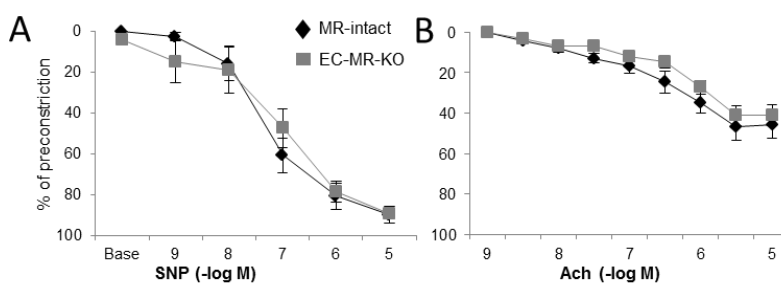 A
B
MR-intact
EC-MR-KO
% of preconstriction
0
20
40
60
80
100
Base 9 8 7 6 5
SNP (-log M)
0
20
40
60
80
100
9 8 7 6 5
Ach (-log M)